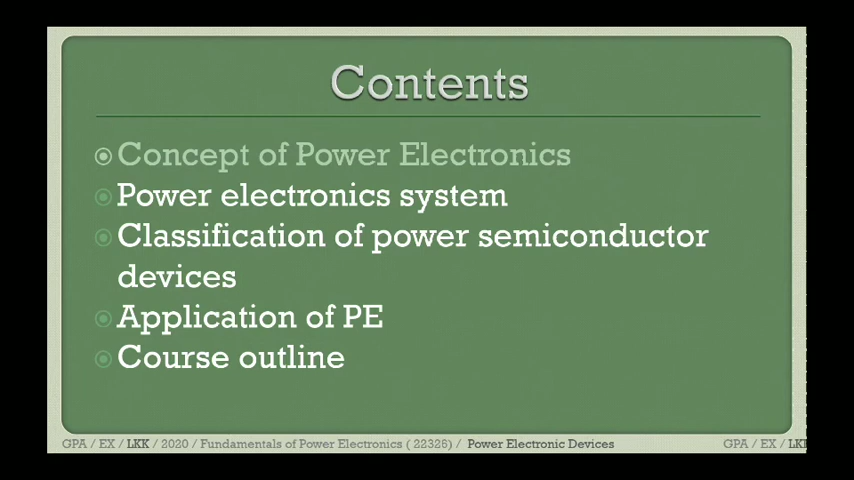 Contents
Concept of Power Electronics
Power electronics system
Classification of power semiconductor
devices
Application of PE
Course outline
GPA / EX / LKK / 2020 / Fundamentals of Power Electronics ( 22326) / Power Electronic Devices GPA / EX / LKK